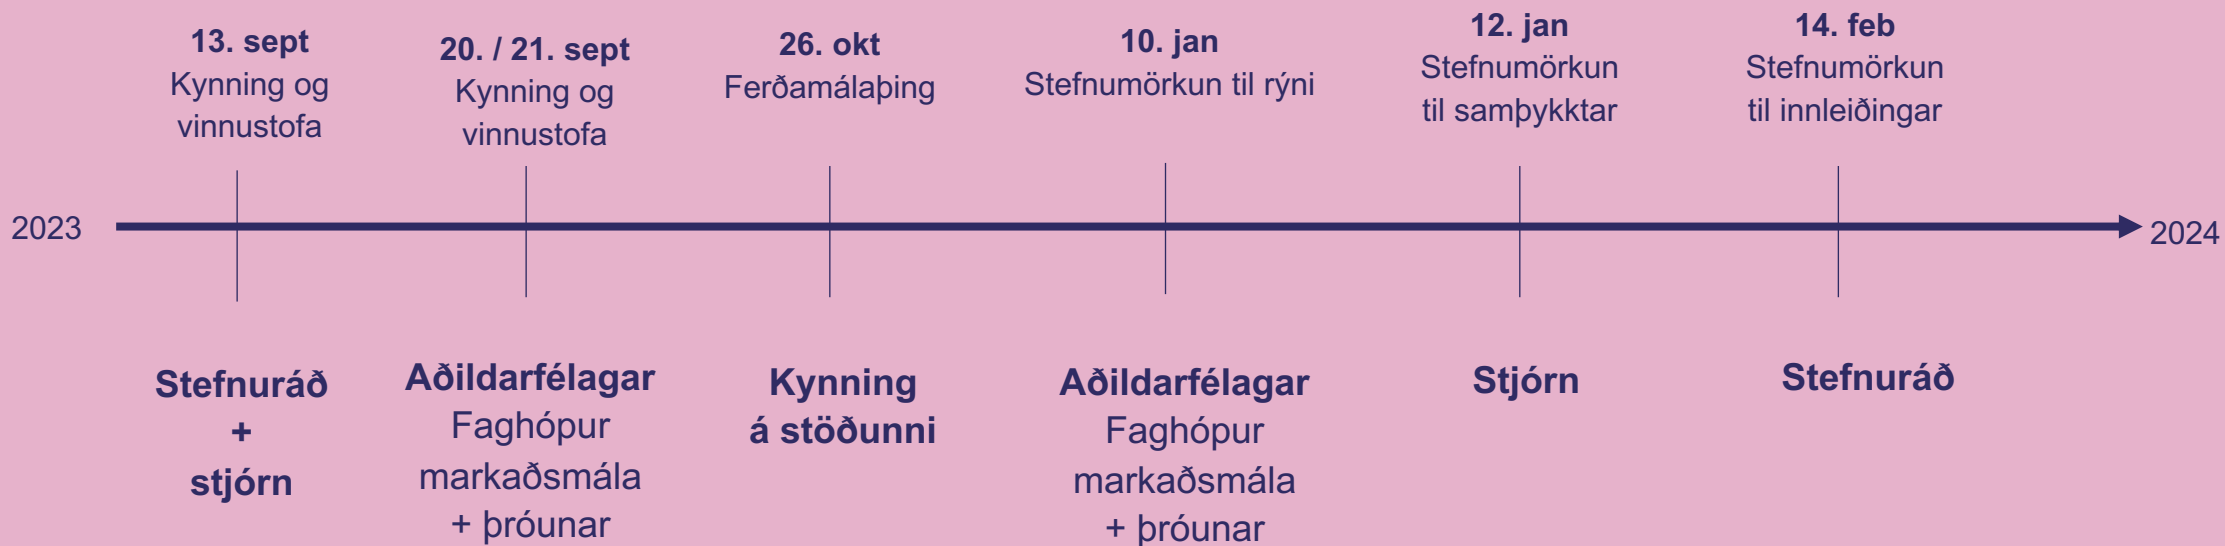 13. sept
Kynning og
vinnustofa
20. / 21. sept
Kynning og
vinnustofa
26. okt
Ferðamálaþing
10. jan
Stefnumörkun til rýni
12. jan
Stefnumörkun
til samþykktar
14. feb
Stefnumörkun
til innleiðingar
2023
2024
Stefnuráð
+
stjórn
Aðildarfélagar
Faghópur
markaðsmála
+ þróunar
Kynning
á stöðunni
Aðildarfélagar
Faghópur
markaðsmála
+ þróunar
Stjórn
Stefnuráð